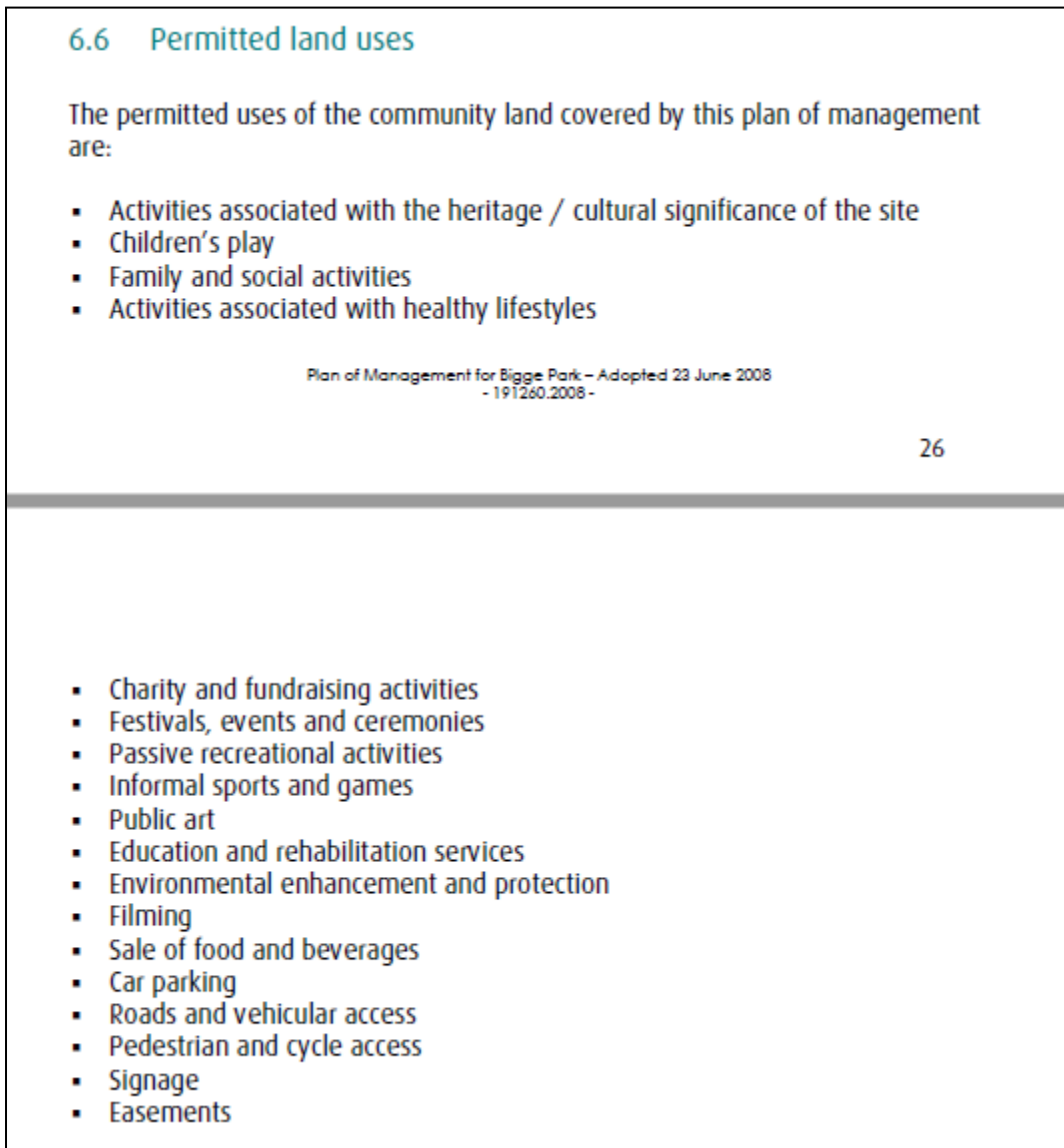 6.6 Permitted land uses
The permitted uses of the community land covered by this plan of management
are:
▪ Activities associated with the heritage / cultural significance of the site
▪ Children's play
▪ Family and social activities
▪ Activities associated with healthy lifestyles
Plan of Management for Bigge Park – Adopted 23 June 2008
- 191260.2008 -
26
▪ Charity and fundraising activities
▪ Festivals, events and ceremonies
▪ Passive recreational activities
▪ Informal sports and games
▪ Public art
▪ Education and rehabilitation services
▪ Environmental enhancement and protection
▪ Filming
▪ Sale of food and beverages
▪ Car parking
▪ Roads and vehicular access
▪ Pedestrian and cycle access
▪ Signage
▪ Easements